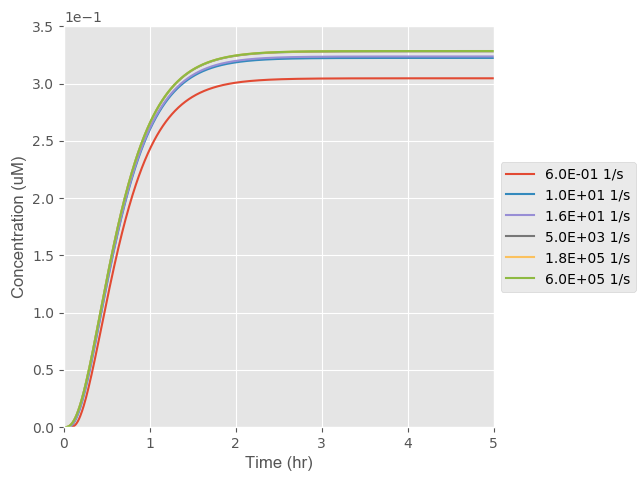 1e−1
3.5
3.0
2.5
2.0
1.5
1.0
0.5
0.0
Concentration (uM)
0 1 2 3 4 5
Time (hr)
6.0E-01 1/s
1.0E+01 1/s
1.6E+01 1/s
5.0E+03 1/s
1.8E+05 1/s
6.0E+05 1/s